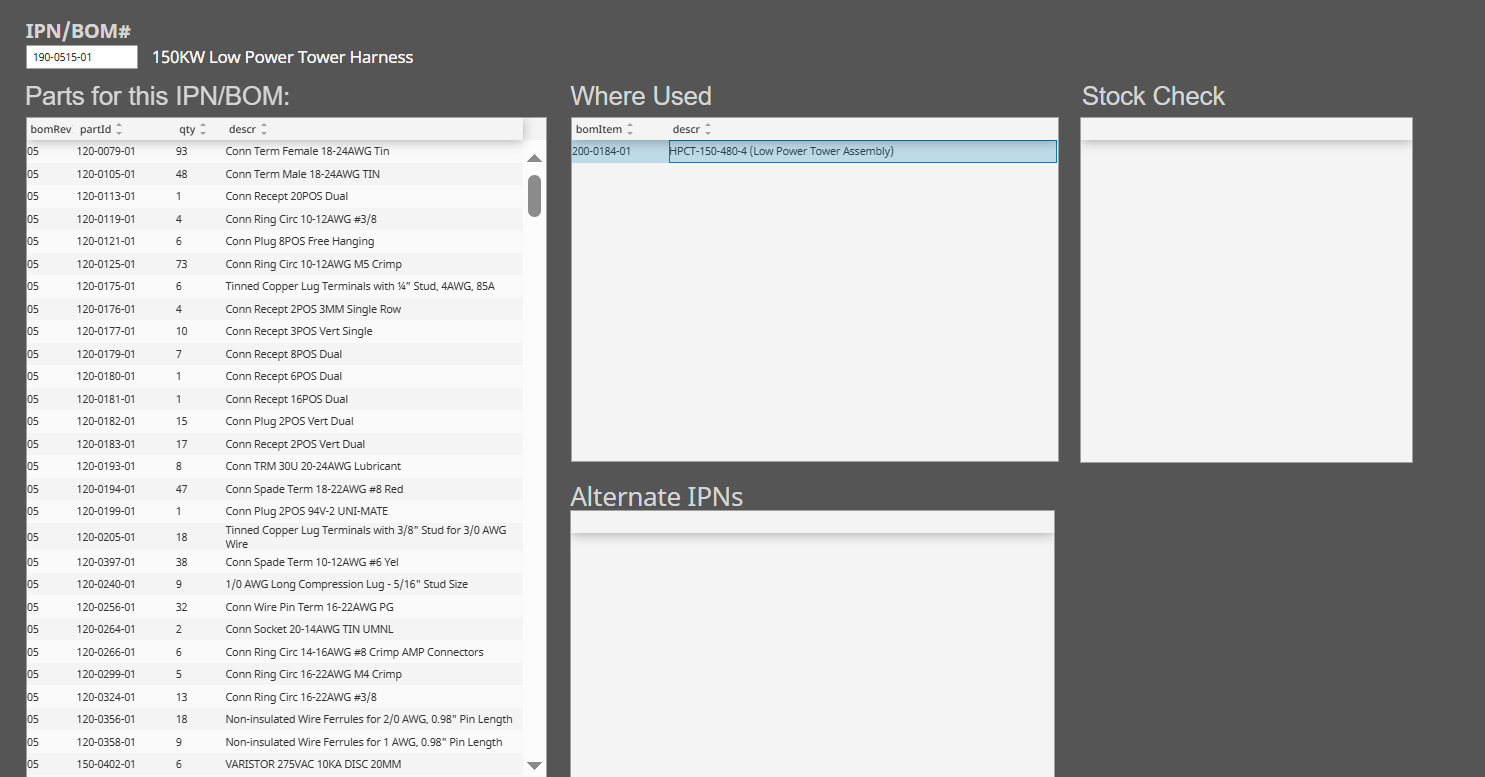 IPN/BOM#
190-0515-01 150KW Low Power Tower Harness
Parts for this IPN/BOM:
bomRev partId qty descr
05 120-0079-01 93 Conn Term Female 18-24AWG Tin
05 120-0105-01 48 Conn Term Male 18-24AWG TIN
05 120-0113-01 1 Conn Recept 20POS Dual
05 120-0119-01 4 Conn Ring Circ 10-12AWG #3/8
05 120-0121-01 6 Conn Plug 8POS Free Hanging
05 120-0125-01 73 Conn Ring Circ 10-12AWG M5 Crimp
05 120-0175-01 6 Tinned Copper Lug Terminals with ¼” Stud, 4AWG, 85A
05 120-0176-01 4 Conn Recept 2POS 3MM Single Row
05 120-0177-01 10 Conn Recept 3POS Vert Single
05 120-0179-01 7 Conn Recept 8POS Dual
05 120-0180-01 1 Conn Recept 6POS Dual
05 120-0181-01 1 Conn Recept 16POS Dual
05 120-0182-01 15 Conn Plug 2POS Vert Dual
05 120-0183-01 17 Conn Recept 2POS Vert Dual
05 120-0193-01 8 Conn TRM 30U 20-24AWG Lubricant
05 120-0194-01 47 Conn Spade Term 18-22AWG #8 Red
05 120-0199-01 1 Conn Plug 2POS 94V-2 UNI-MATE
05 120-0205-01 18 Tinned Copper Lug Terminals with 3/8" Stud for 3/0 AWG
Wire
05 120-0397-01 38 Conn Spade Term 10-12AWG #6 Yel
05 120-0240-01 9 1/0 AWG Long Compression Lug - 5/16" Stud Size
05 120-0256-01 32 Conn Wire Pin Term 16-22AWG PG
05 120-0264-01 2 Conn Socket 20-14AWG TIN UMNL
05 120-0266-01 6 Conn Ring Circ 14-16AWG #8 Crimp AMP Connectors
05 120-0299-01 5 Conn Ring Circ 16-22AWG M4 Crimp
05 120-0324-01 13 Conn Ring Circ 16-22AWG #3/8
05 120-0356-01 18 Non-insulated Wire Ferrules for 2/0 AWG, 0.98" Pin Length
05 120-0358-01 9 Non-insulated Wire Ferrules for 1 AWG, 0.98" Pin Length
05 150-0402-01 6 VARISTOR 275VAC 10KA DISC 20MM
Where Used
bomItem descr
200-0184-01 HPCT-150-480-4 (Low Power Tower Assembly)
Alternate IPNs
Stock Check